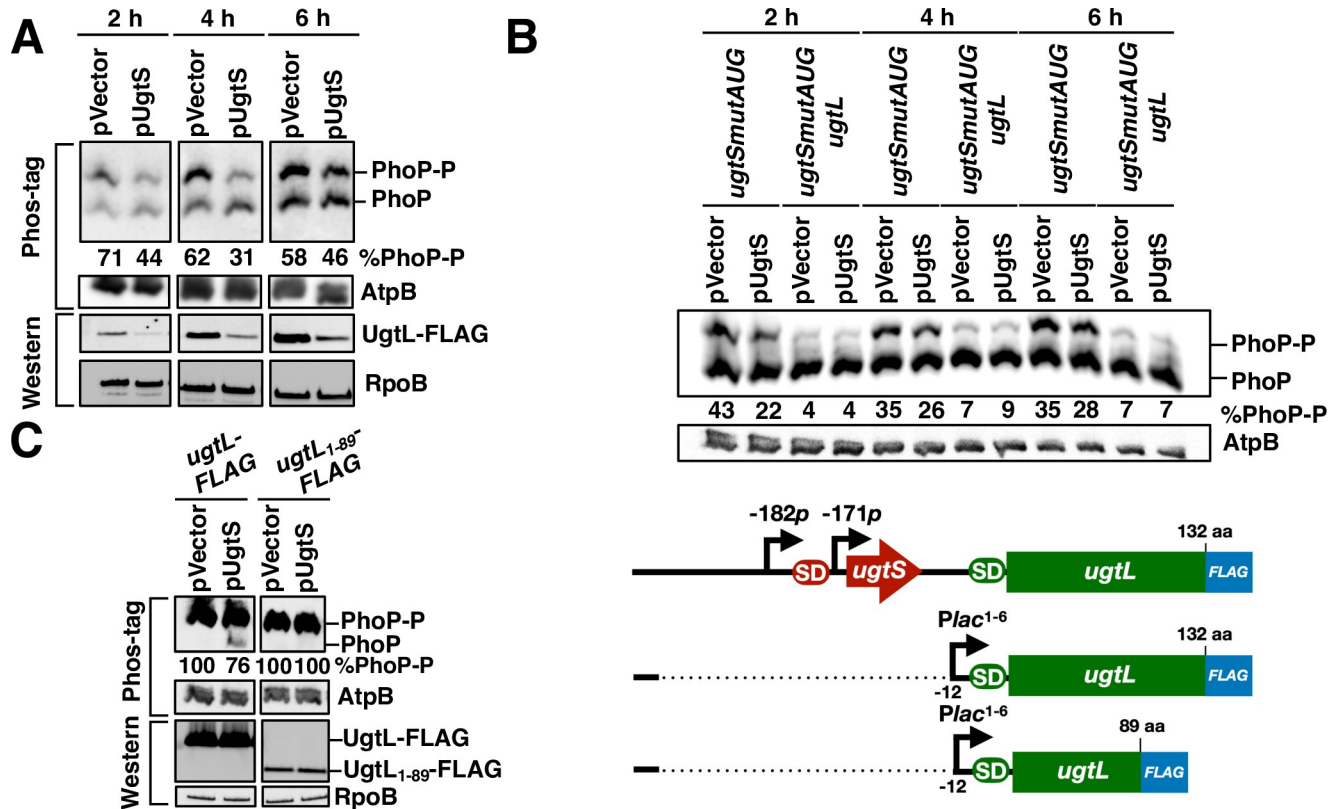 A
2 h 4 h 6 h
pVector pUgtS pVector pUgtS pVector pUgtS
Phos-tag
PhoP-P
PhoP
71 44 62 31 58 46 %PhoP-P
AtpB
Western
UgtL-FLAG
RpoB
B
2 h 4 h 6 h
ugtSmutAUG ugtSmutAUG ugtL ugtSmutAUG ugtSmutAUG ugtL ugtSmutAUG ugtSmutAUG ugtL
pVector pUgtS pVector pUgtS pVector pUgtS pVector pUgtS pVector pUgtS pVector pUgtS
PhoP-P
PhoP
43 22 4 4 35 26 7 9 35 28 7 7 %PhoP-P
AtpB
C
ugtL-FLAG ugtL1-89-FLAG
pVector pUgtS pVector pUgtS
Phos-tag
PhoP-P
PhoP
100 76 100 100 %PhoP-P
AtpB
Western
UgtL-FLAG
UgtL1-89-FLAG
RpoB
-182p -171p
132 aa
SD ugtS SD ugtL FLAG
Plac1-6
132 aa
-12 SD ugtL FLAG
Plac1-6
89 aa
-12 SD ugtL FLAG